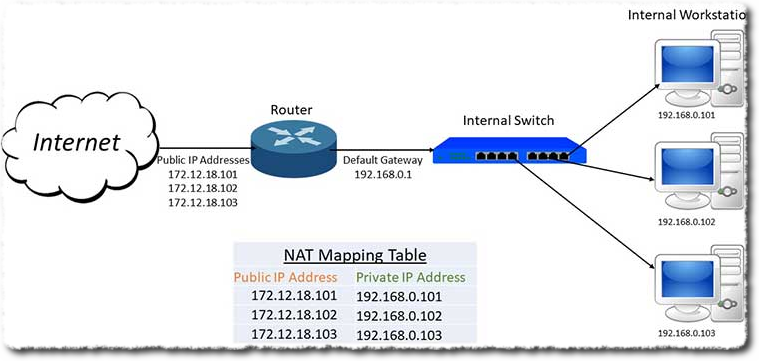 Internal Workstatio
Router
Internal Switch
Internet
Public IP Addresses
172.12.18.101
172.12.18.102
172.12.18.103
Default Gateway
192.168.0.1
192.168.0.101
192.168.0.102
192.168.0.103
NAT Mapping Table
Public IP Address Private IP Address
172.12.18.101 192.168.0.101
172.12.18.102 192.168.0.102
172.12.18.103 192.168.0.103